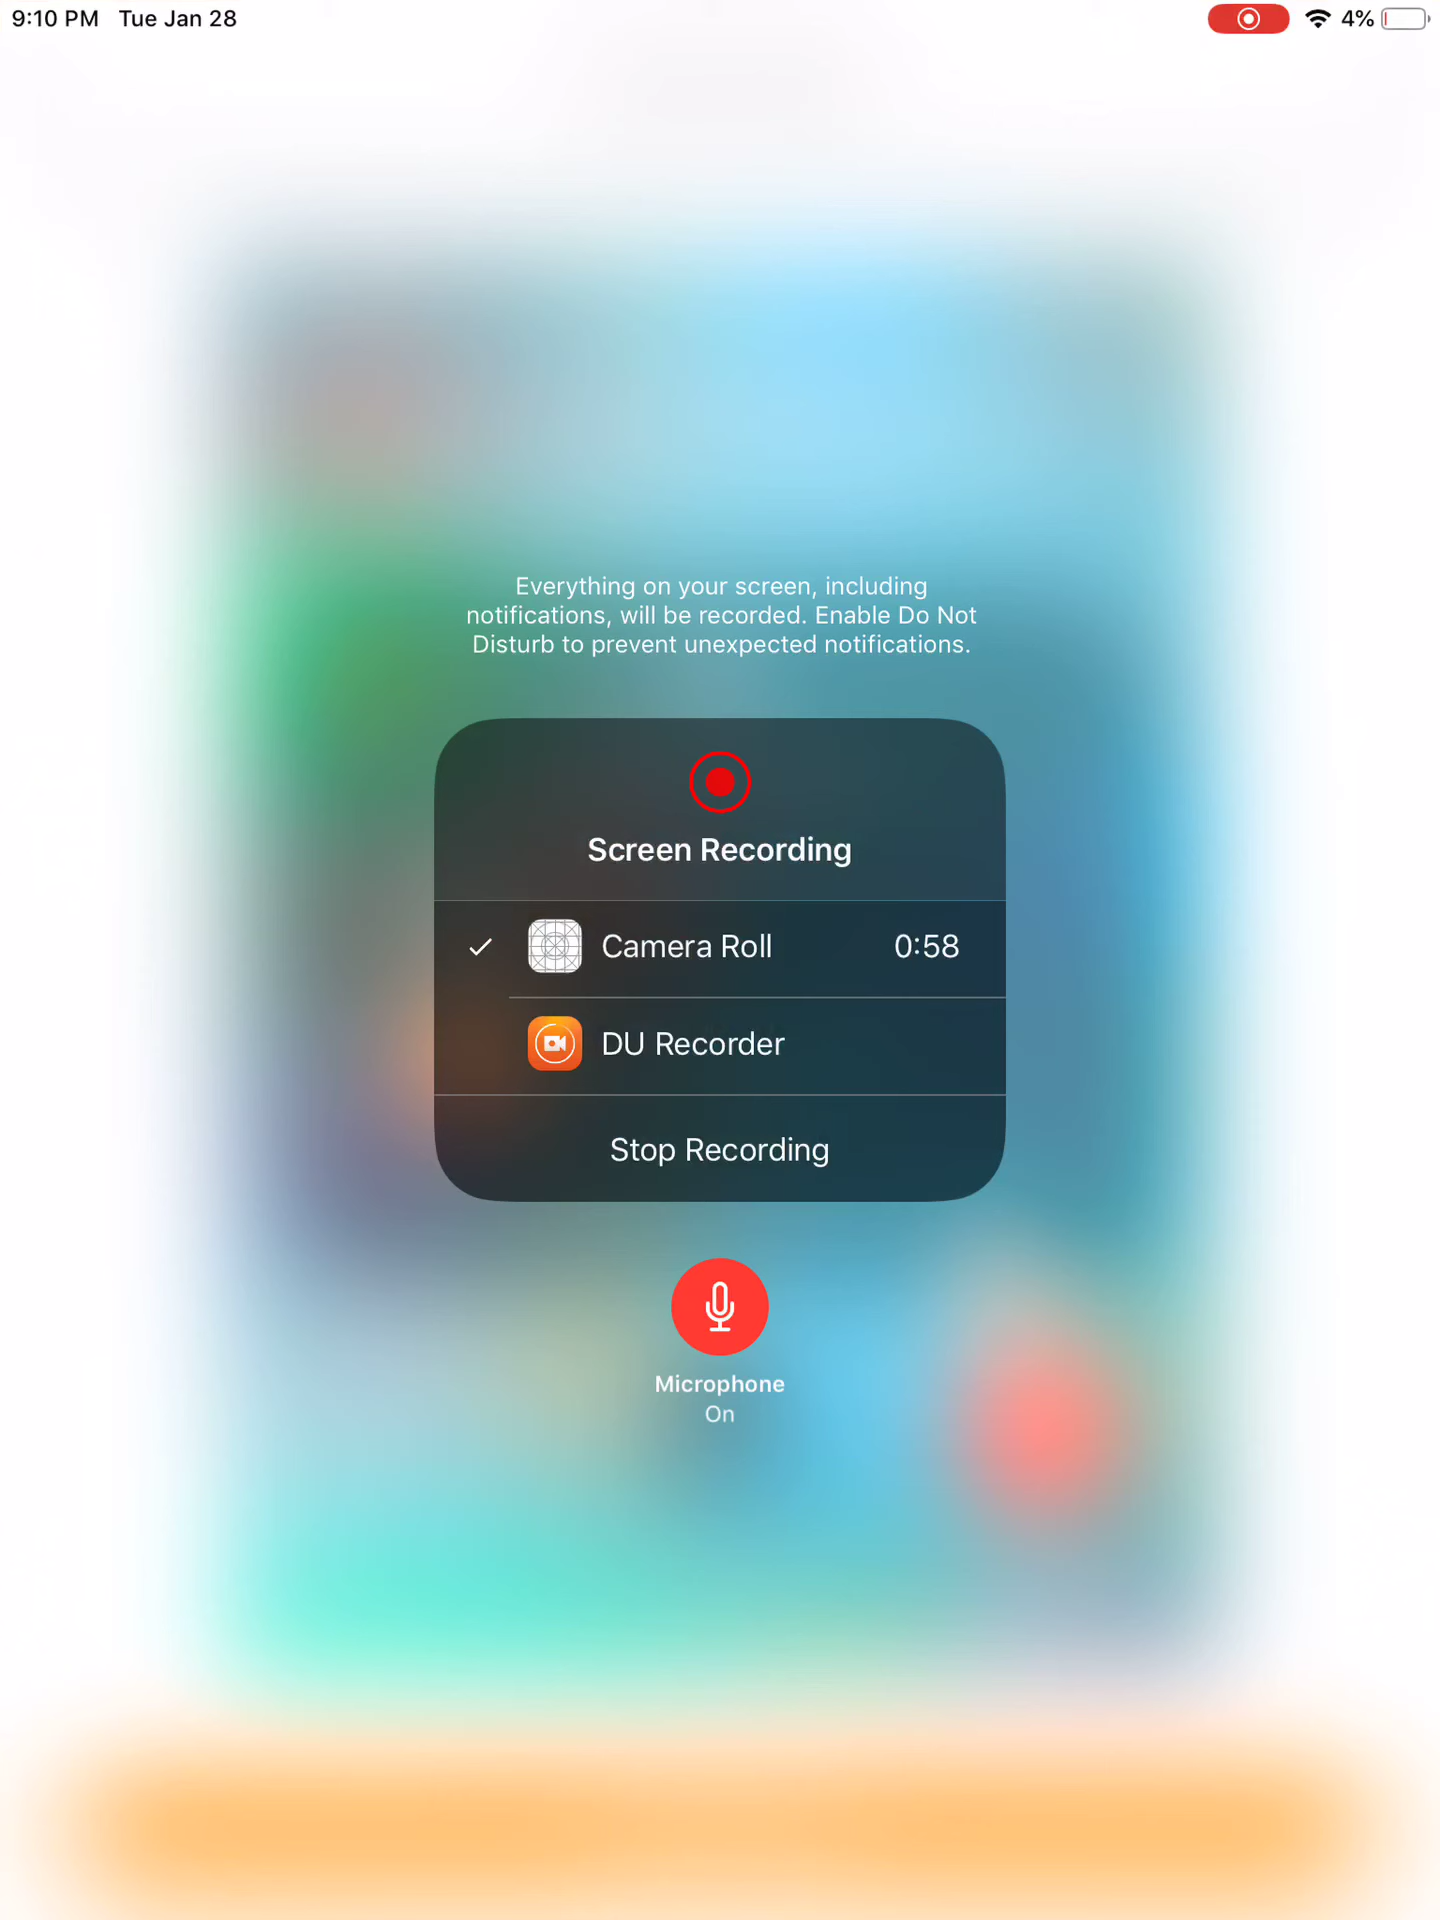 9:10 PM Tue Jan 28
4%
Everything on your screen, including
notifications, will be recorded. Enable Do Not
Disturb to prevent unexpected notifications.
Screen Recording
Camera Roll 0:58
DU Recorder
Stop Recording
Microphone
On